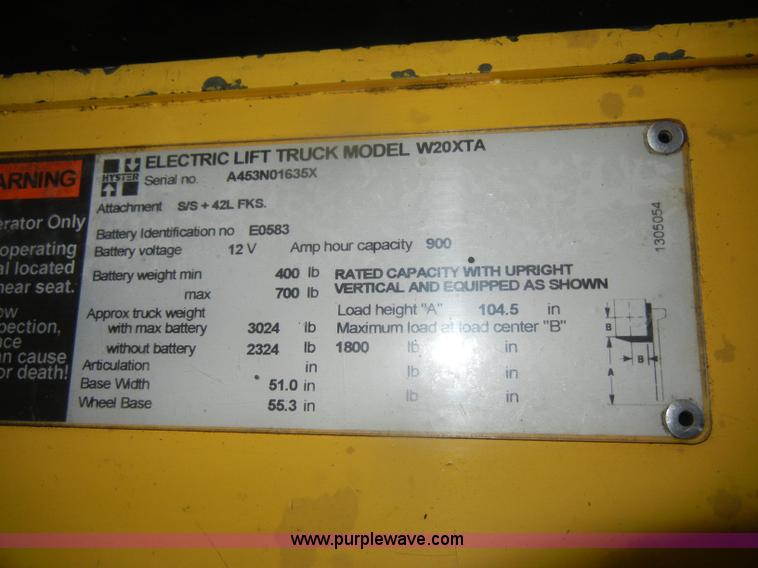 ARNING
erator Only
operating
al located
near seat.
ow
pection,
nce
an cause
or death!
HYSTER
ELECTRIC LIFT TRUCK MODEL W20XTA
Serial no. A453N01635X
Attachment S/S + 42L FKS.
Battery Identification no E0583
Battery voltage 12 V Amp hour capacity 900
Battery weight min 400 lb
max 700 lb
RATED CAPACITY WITH UPRIGHT
VERTICAL AND EQUIPPED AS SHOWN
Approx truck weight
with max battery 3024 lb
without battery 2324 lb
Load height "A" 104.5 in
Maximum load at load center "B"
1800 lb in
lb in
lb in
Articulation in
Base Width 51.0 in
Wheel Base 55.3 in
B
B
A
1305054
www.purplewave.com